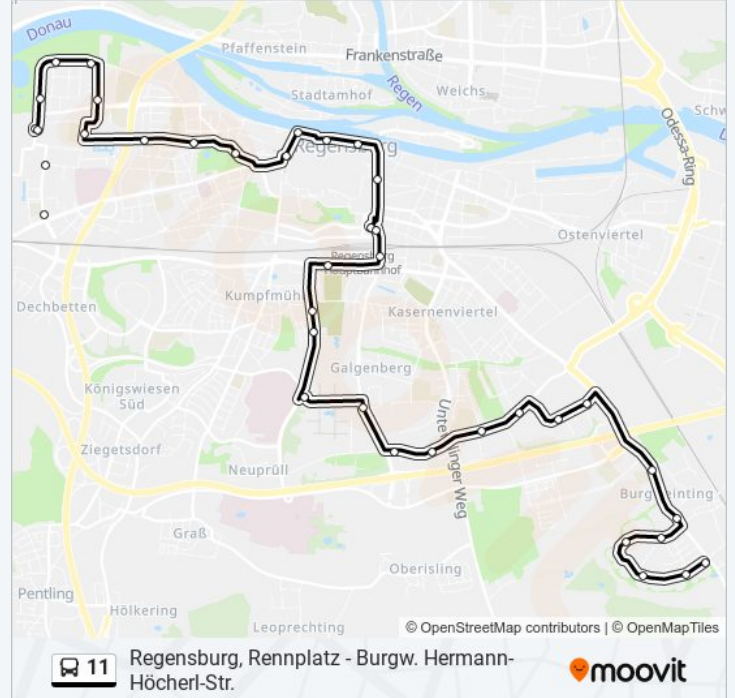 Donau
Pfaffenstein
Frankenstraße
Regen
Stadtamhof
Weichs
Schw
Odessa-Ring
Regensburg
Ostenviertel
Regensburg
Hauptbahnhof
Dechbetten
Kumpfmüh
Kasernenviertel
Galgenberg
Königswiesen
Süd
Unterislinger Weg
Ziegetsdorf
Neuprüll
Burgweinting
Graß
Oberisling
Pentling
Hölkering
Leoprechting
© OpenStreetMap contributors | © OpenMapTiles
11
Regensburg, Rennplatz - Burgw. Hermann-
Höcherl-Str.
moovit